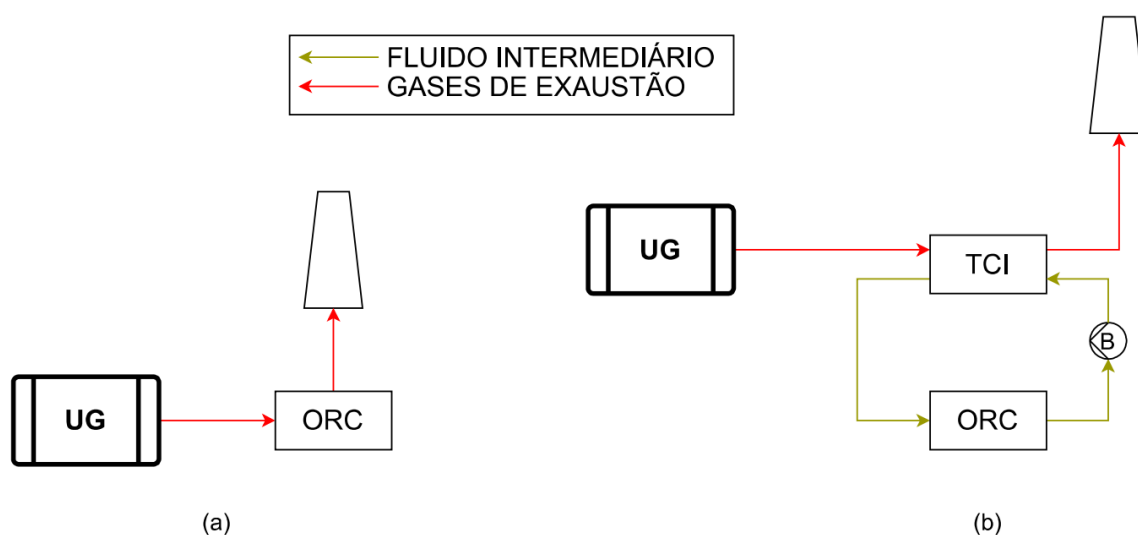 FLUIDO INTERMEDIÁRIO
GASES DE EXAUSTÃO
UG
ORC
(a)
UG
TCI
B
ORC
(b)